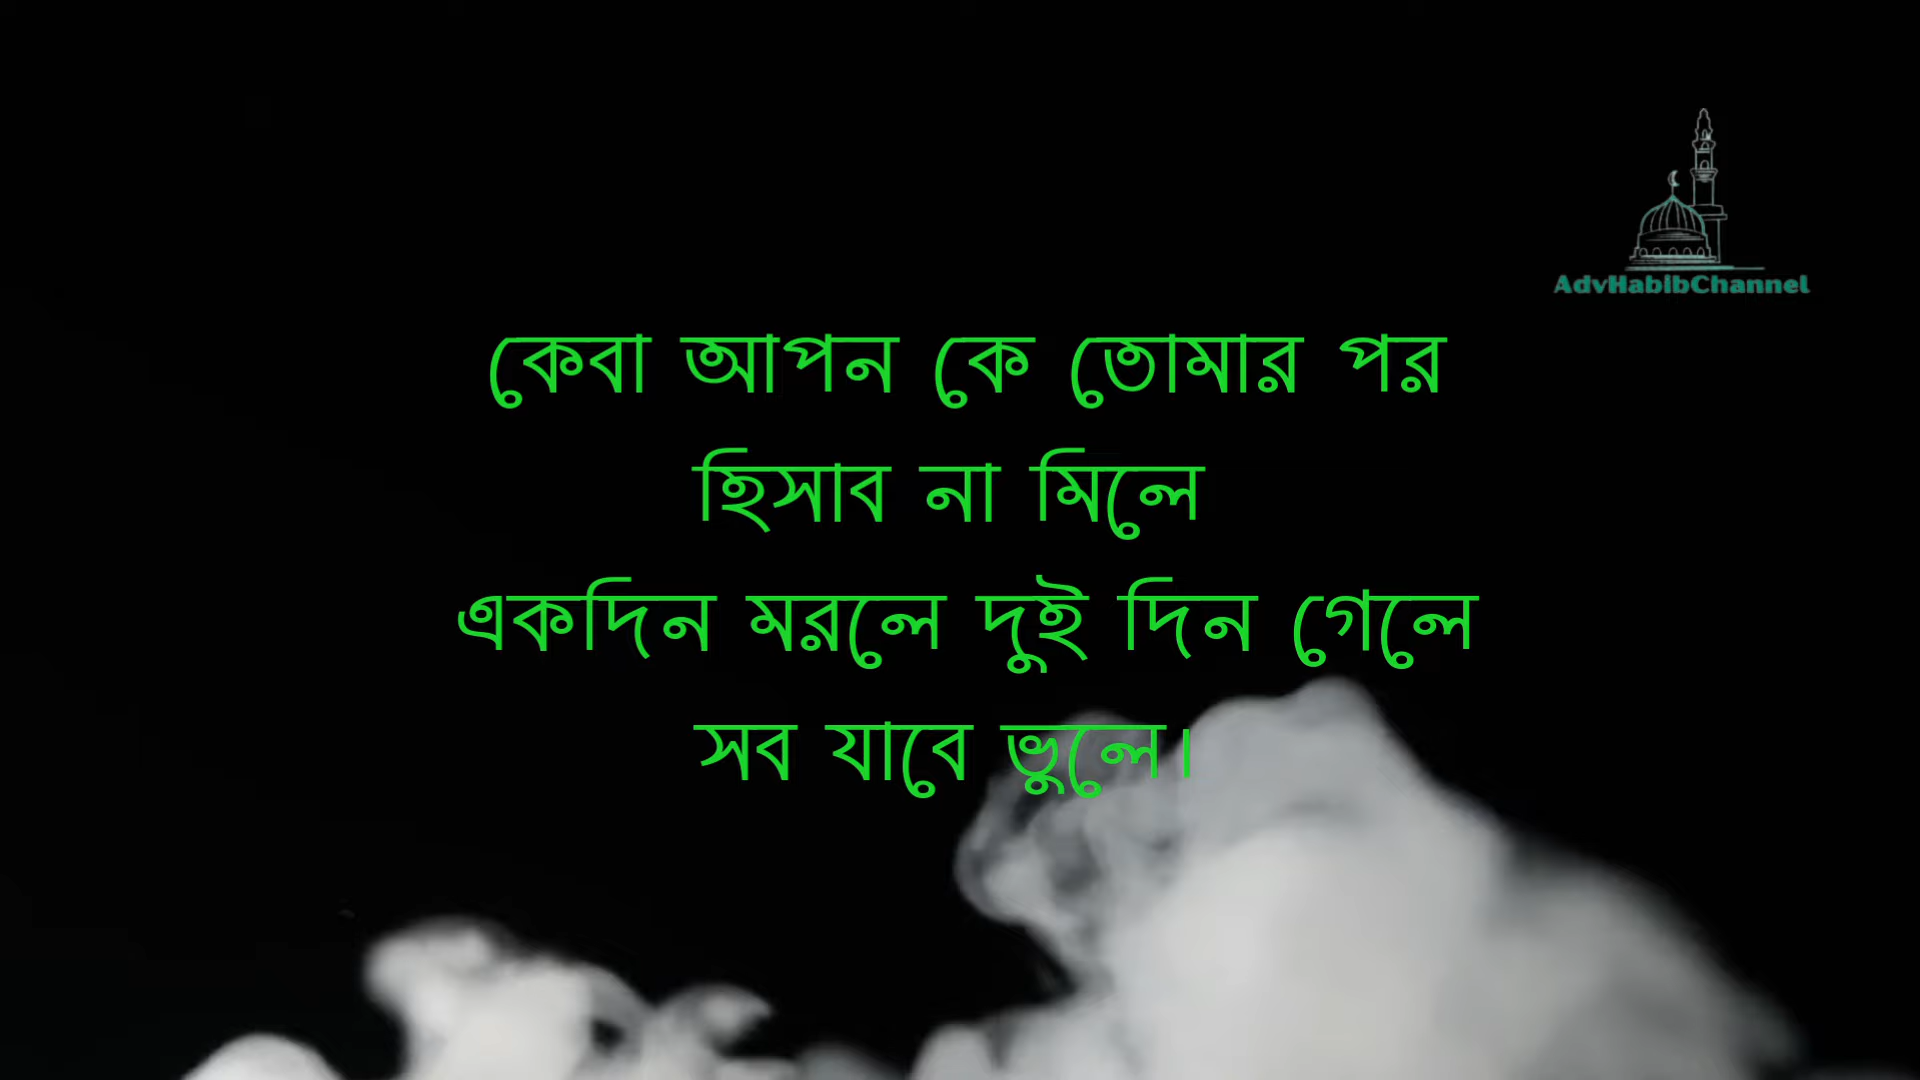 AdvHabibChannel
কেবা আপন কে তোমার পর
হিসাব না মিলে
একদিন মরলে দুই দিন গেলে
সব যাবে ভুলে।